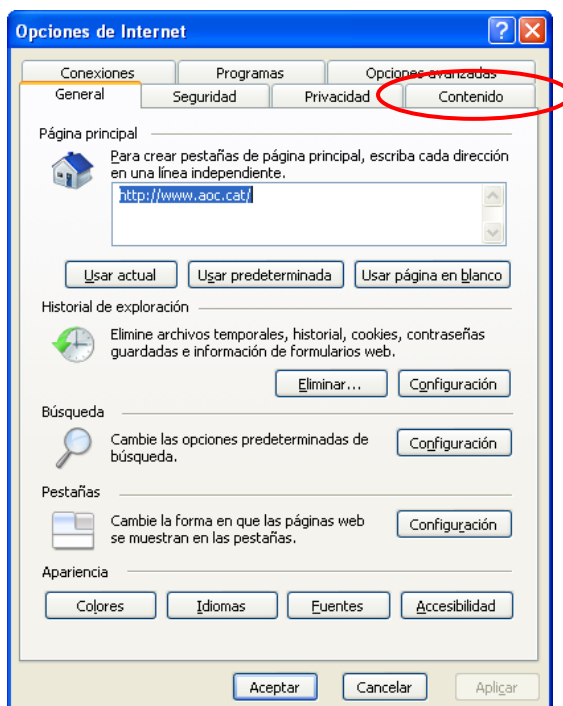 Opciones de Internet
Conexiones Programas Opciones avanzadas
General Seguridad Privacidad Contenido
Página principal
Para crear pestañas de página principal, escriba cada dirección
en una línea independiente.
http://www.aoc.cat/
Usar actual Usar predeterminada Usar página en blanco
Historial de exploración
Elimine archivos temporales, historial, cookies, contraseñas
guardadas e información de formularios web.
Eliminar... Configuración
Búsqueda
Cambie las opciones predeterminadas de
búsqueda.
Configuración
Pestañas
Cambie la forma en que las páginas web
se muestran en las pestañas.
Configuración
Apariencia
Colores Idiomas Fuentes Accesibilidad
Aceptar Cancelar Aplicar